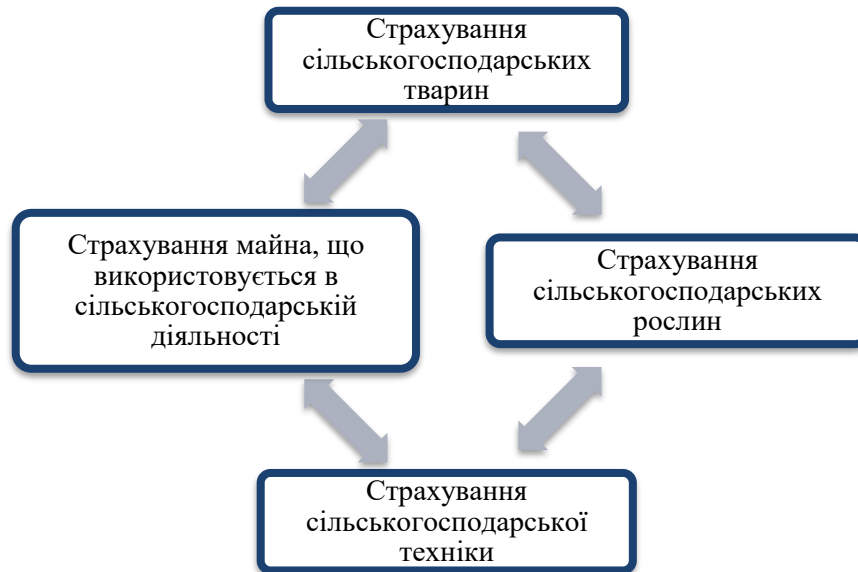 Страхування
сільськогосподарських
тварин
Страхування майна, що
використовується в
сільськогосподарській
діяльності
Страхування
сільськогосподарських
рослин
Страхування
сільськогосподарської
техніки